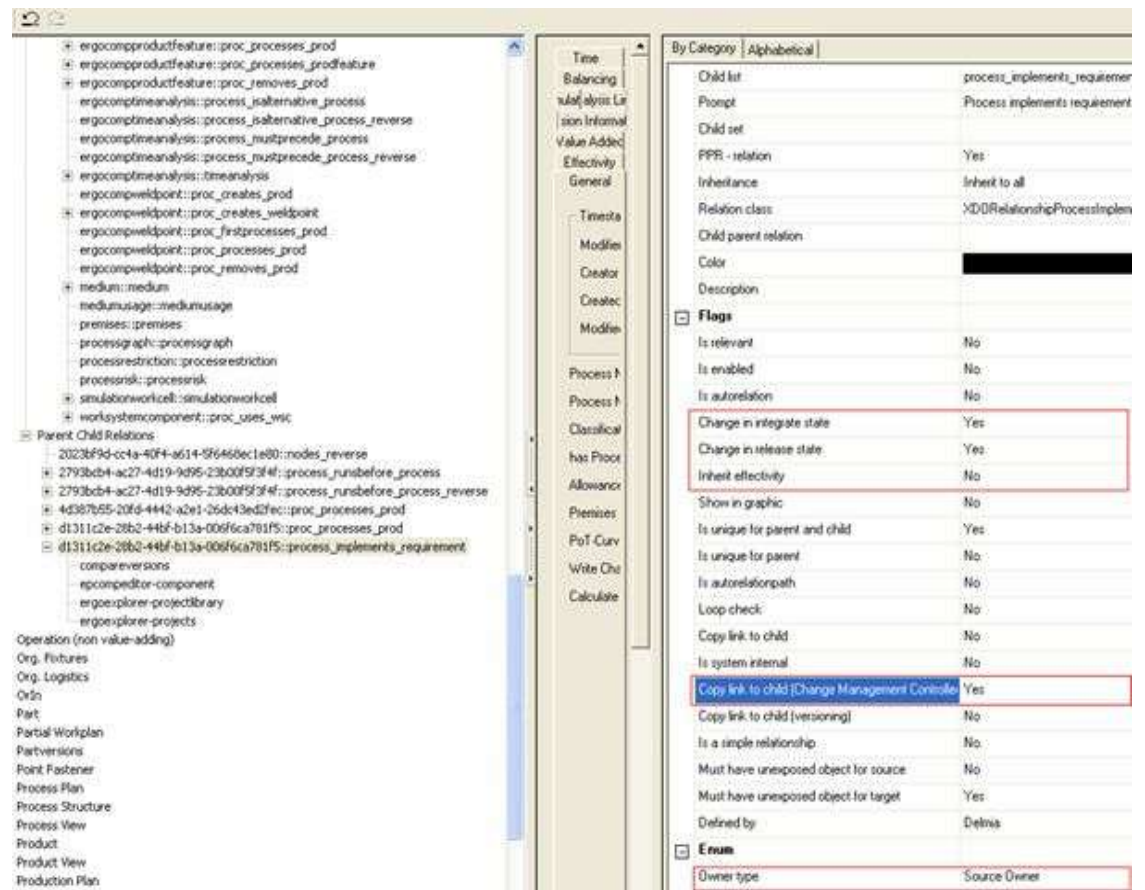 ergocompproductfeature::proc_processes_prod
ergocompproductfeature::proc_processes_prodfeature
ergocompproductfeature::proc_removes_prod
ergocomptimeanalysis::process_isalternative_process
ergocomptimeanalysis::process_isalternative_process_reverse
ergocomptimeanalysis::process_mustprecede_process
ergocomptimeanalysis::process_mustprecede_process_reverse
ergocomptimeanalysis::timeanalysis
ergocompweldpoint::proc_creates_prod
ergocompweldpoint::proc_creates_weldpoint
ergocompweldpoint::proc_firstprocesses_prod
ergocompweldpoint::proc_processes_prod
ergocompweldpoint::proc_removes_prod
medium::medium
mediumusage::mediumusage
premises::premises
processgraph::processgraph
processrestriction::processrestriction
processrisk::processrisk
simulationworkcell::simulationworkcell
worksystemcomponent::proc_uses_wsc
Parent Child Relations
2023bf9d-cc4a-40f4-a614-5f6468ec1e80::nodes_reverse
2793bcb4-ac27-4d19-9d95-23b00f5f3f4f::process_runsbefore_process
2793bcb4-ac27-4d19-9d95-23b00f5f3f4f::process_runsbefore_process_reverse
4d387b55-20fd-4442-a2e1-26dc43ed2fec::proc_processes_prod
d1311c2e-28b2-44bf-b13a-006f6ca781f5::proc_processes_prod
d1311c2e-28b2-44bf-b13a-006f6ca781f5::process_implements_requirement
compareversions
epcompeditor-component
ergoexplorer-projectlibrary
ergoexplorer-projects
Operation (non value-adding)
Org. Fixtures
Org. Logistics
OrIn
Part
Partial Workplan
Partversions
Point Fastener
Process Plan
Process Structure
Process View
Product
Product View
Production Plan
Time
Balancing
ulat alysis Lin
sion Informat
Value Added
Effectivity
General
Timesta
Modifie
Creator
Created
Modifie
Process N
Process N
Classificat
has Proce
Allowance
Premises
PoT-Curv
Write Cha
Calculate
By Category Alphabetical
Child list process_implements_requiremen
Prompt Process implements requirement
Child set
PPR - relation Yes
Inheritance Inherit to all
Relation class XDDRelationshipProcessImplem
Child parent relation
Color
Description
Flags
Is relevant No
Is enabled No
Is autorelation No
Change in integrate state Yes
Change in release state Yes
Inherit effectivity No
Show in graphic No
Is unique for parent and child Yes
Is unique for parent No
Is autorelationpath No
Loop check No
Copy link to child No
Is system internal No
Copy link to child (Change Management Controlle Yes
Copy link to child (versioning) No
Is a simple relationship No
Must have unexposed object for source No
Must have unexposed object for target Yes
Defined by Delmia
Enum
Owner type Source Owner